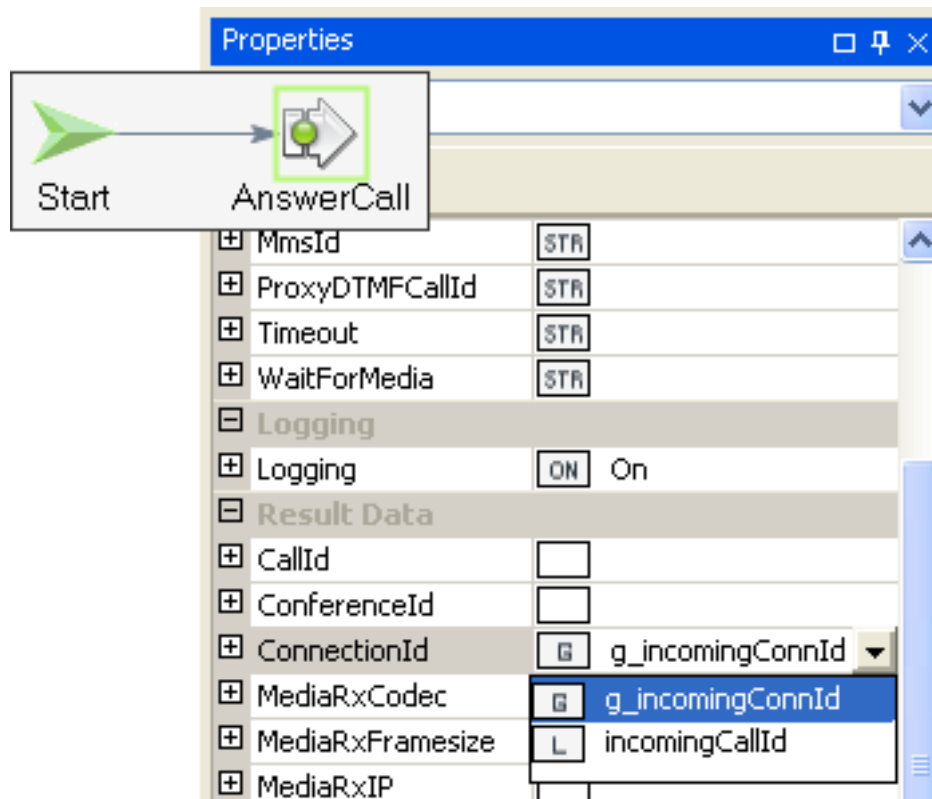 Properties
Start AnswerCall
MmsId STR
ProxyDTMFCallId STR
Timeout STR
WaitForMedia STR
Logging
Logging ON On
Result Data
CallId
ConferenceId
ConnectionId G g_incomingConnId
MediaRxCodec G g_incomingConnId
MediaRxFramesize L incomingCallId
MediaRxIP